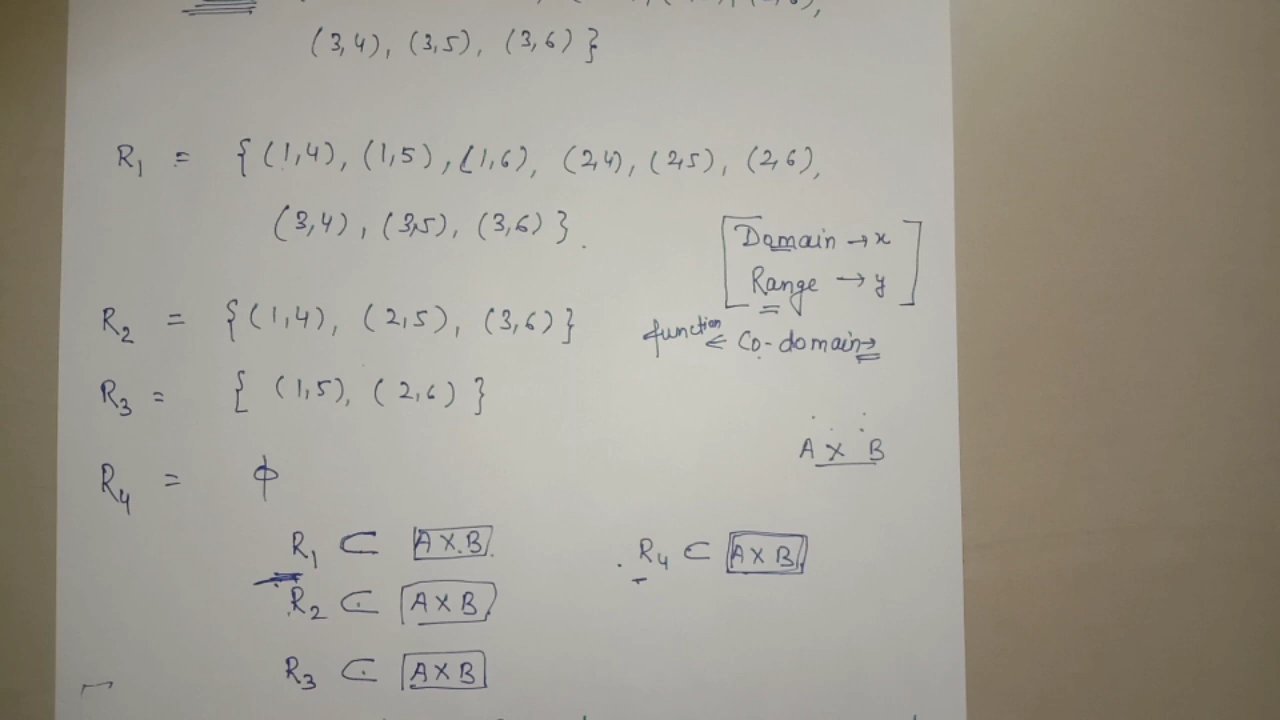 (3,4), (3,5), (3,6) }
R1 = { (1,4), (1,5), (1,6), (2,4), (2,5), (2,6),
(3,4), (3,5), (3,6) }.
Domain → x
Range → y
R2 = { (1,4), (2,5), (3,6) }
function ← Co-domain →
R3 = { (1,5), (2,6) }
A × B
R4 = ϕ
R1 ⊂ A × B
R4 ⊂ A × B
R2 ⊂ A × B
R3 ⊂ A × B